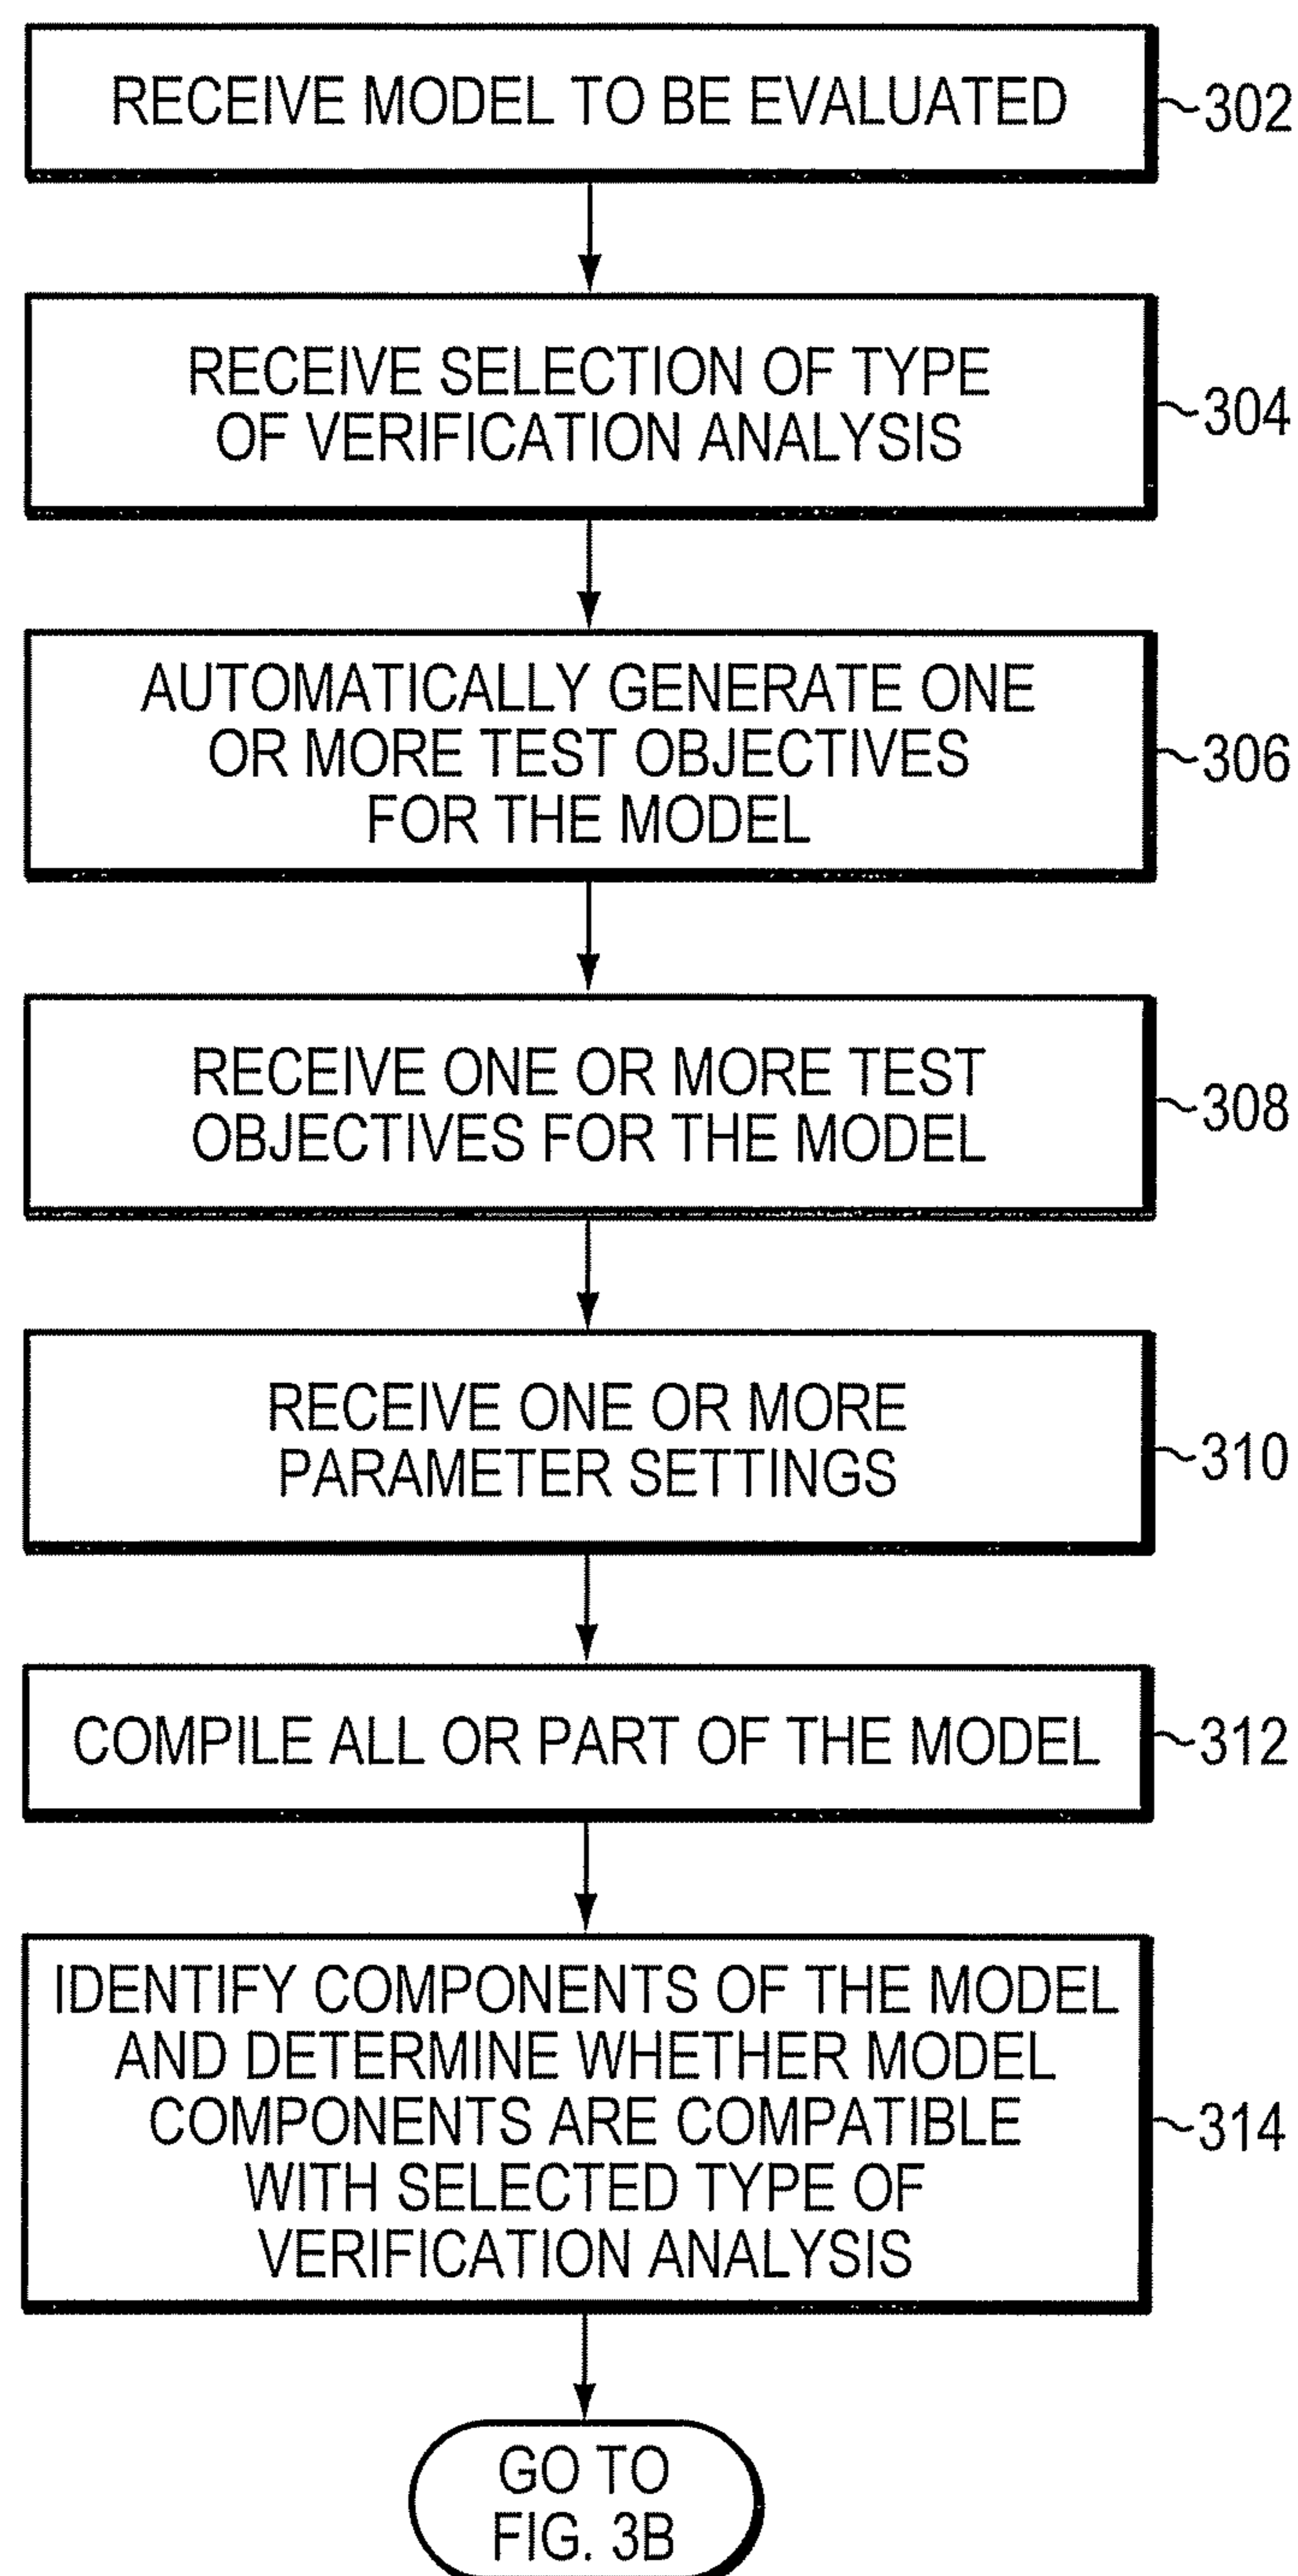 RECEIVE MODEL TO BE EVALUATED
302
RECEIVE SELECTION OF TYPE
OF VERIFICATION ANALYSIS
304
AUTOMATICALLY GENERATE ONE
OR MORE TEST OBJECTIVES
FOR THE MODEL
306
RECEIVE ONE OR MORE TEST
OBJECTIVES FOR THE MODEL
308
RECEIVE ONE OR MORE
PARAMETER SETTINGS
310
COMPILE ALL OR PART OF THE MODEL
312
IDENTIFY COMPONENTS OF THE MODEL
AND DETERMINE WHETHER MODEL
COMPONENTS ARE COMPATIBLE
WITH SELECTED TYPE OF
VERIFICATION ANALYSIS
314
GO TO
FIG. 3B